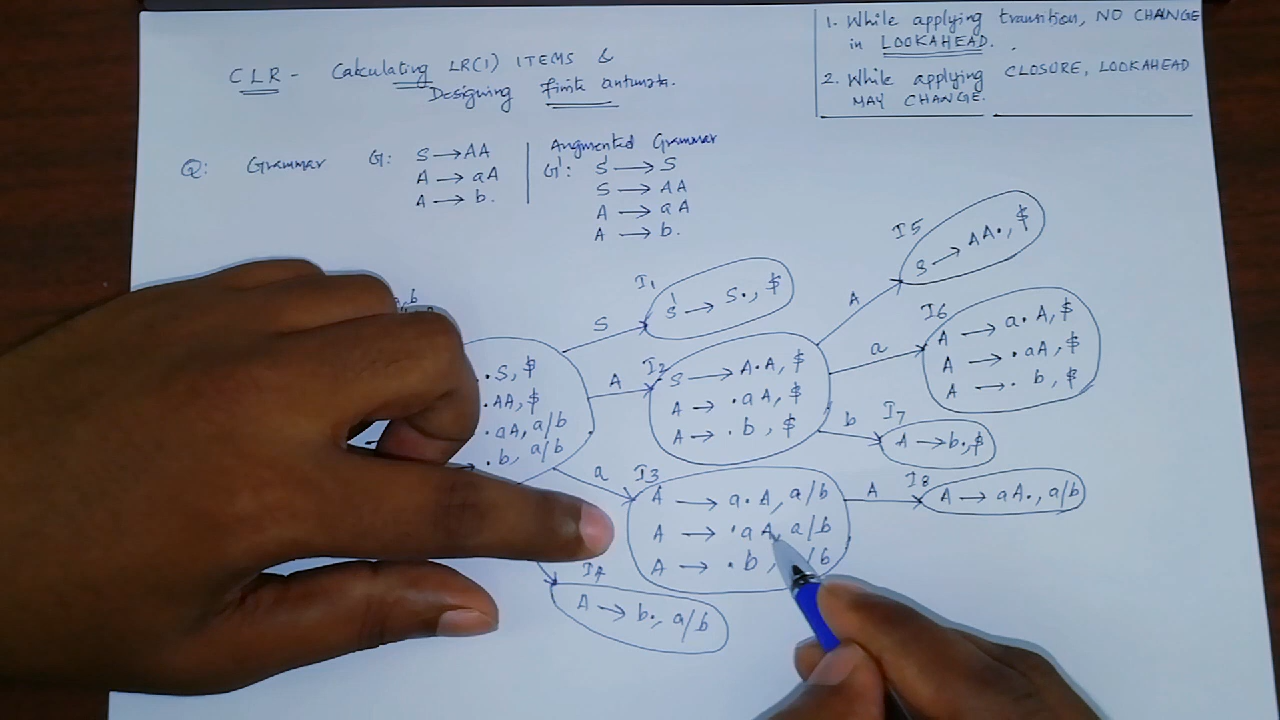 1. While applying transition, NO CHANGE
in LOOKAHEAD.
2. While applying CLOSURE, LOOKAHEAD
MAY CHANGE.
CLR - Calculating LR(1) ITEMS &
Designing finite automata.
Q: Grammar G: S → AA
A → aA
A → b.
Augmented Grammar
G': S' → S
S → AA
A → aA
A → b.
.S, $
.AA, $
.aA, a/b
.b, a/b
S
I1
S' → S., $
A
I2
S → A.A, $
A → .aA, $
A → .b, $
a
I3
A → a.A, a/b
A → .aA, a/b
A → .b, /b
I4
A → b., a/b
A
I5
S → AA., $
a
I6
A → a.A, $
A → .aA, $
A → .b, $
b
I7
A → b., $
A
I8
A → aA., a/b